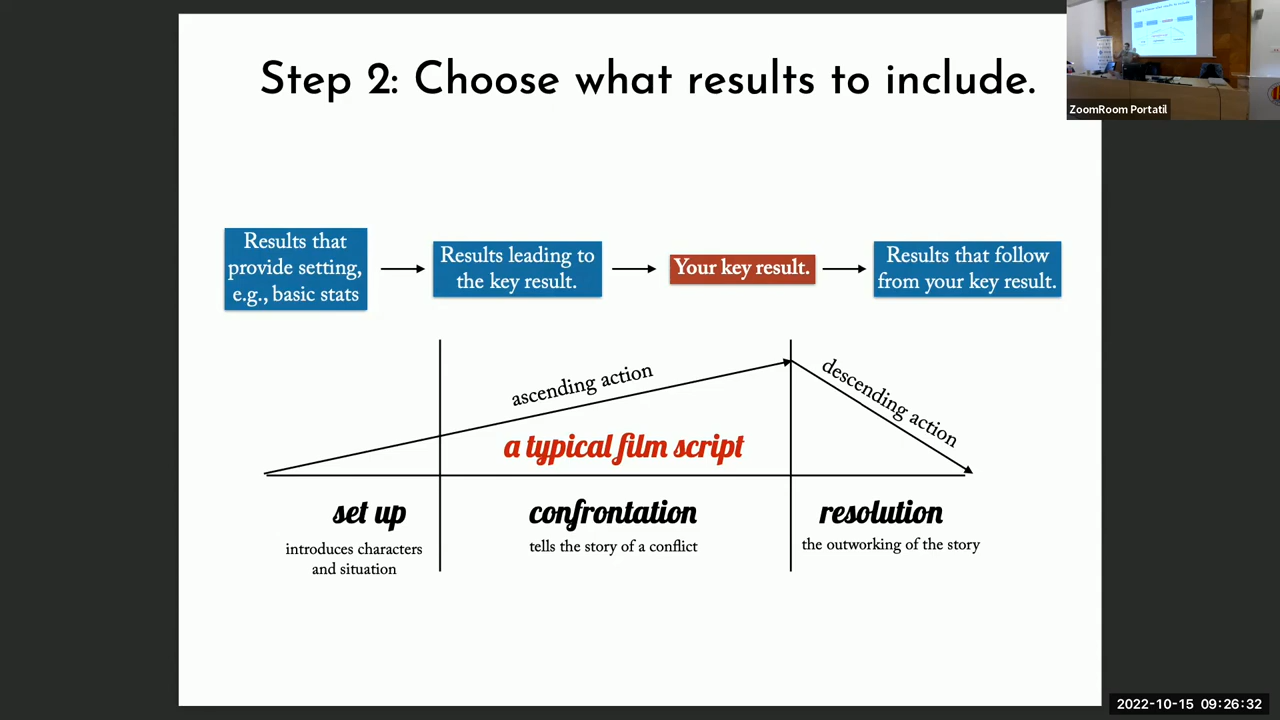 Step 2: Choose what results to include.
ZoomRoom Portatil
Results that
provide setting,
e.g., basic stats
Results leading to
the key result.
Your key result.
Results that follow
from your key result.
ascending action
descending action
a typical film script
set up
confrontation
resolution
introduces characters
and situation
tells the story of a conflict
the outworking of the story
2022-10-15 09:26:32